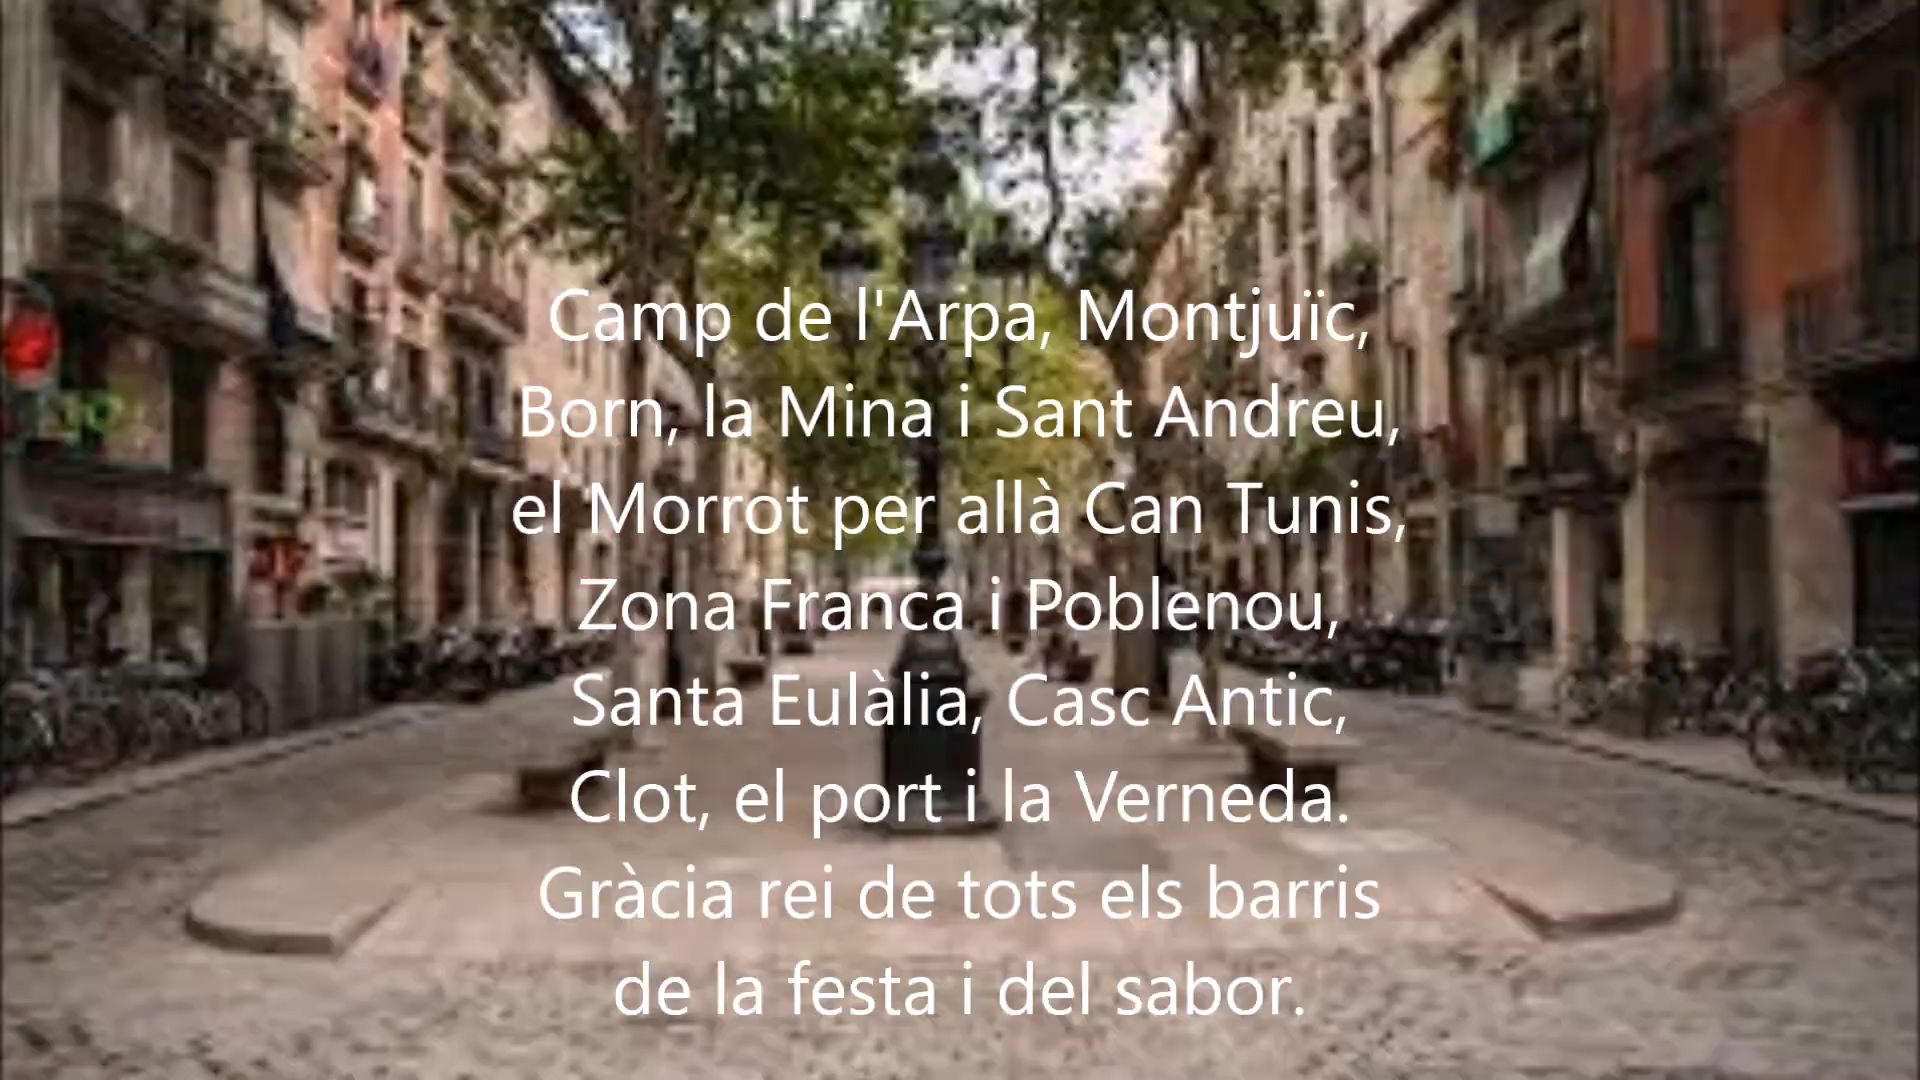 Camp de l'Arpa, Montjuïc,
Born, la Mina i Sant Andreu,
el Morrot per allà Can Tunis,
Zona Franca i Poblenou,
Santa Eulàlia, Casc Antic,
Clot, el port i la Verneda.
Gràcia rei de tots els barris
de la festa i del sabor.